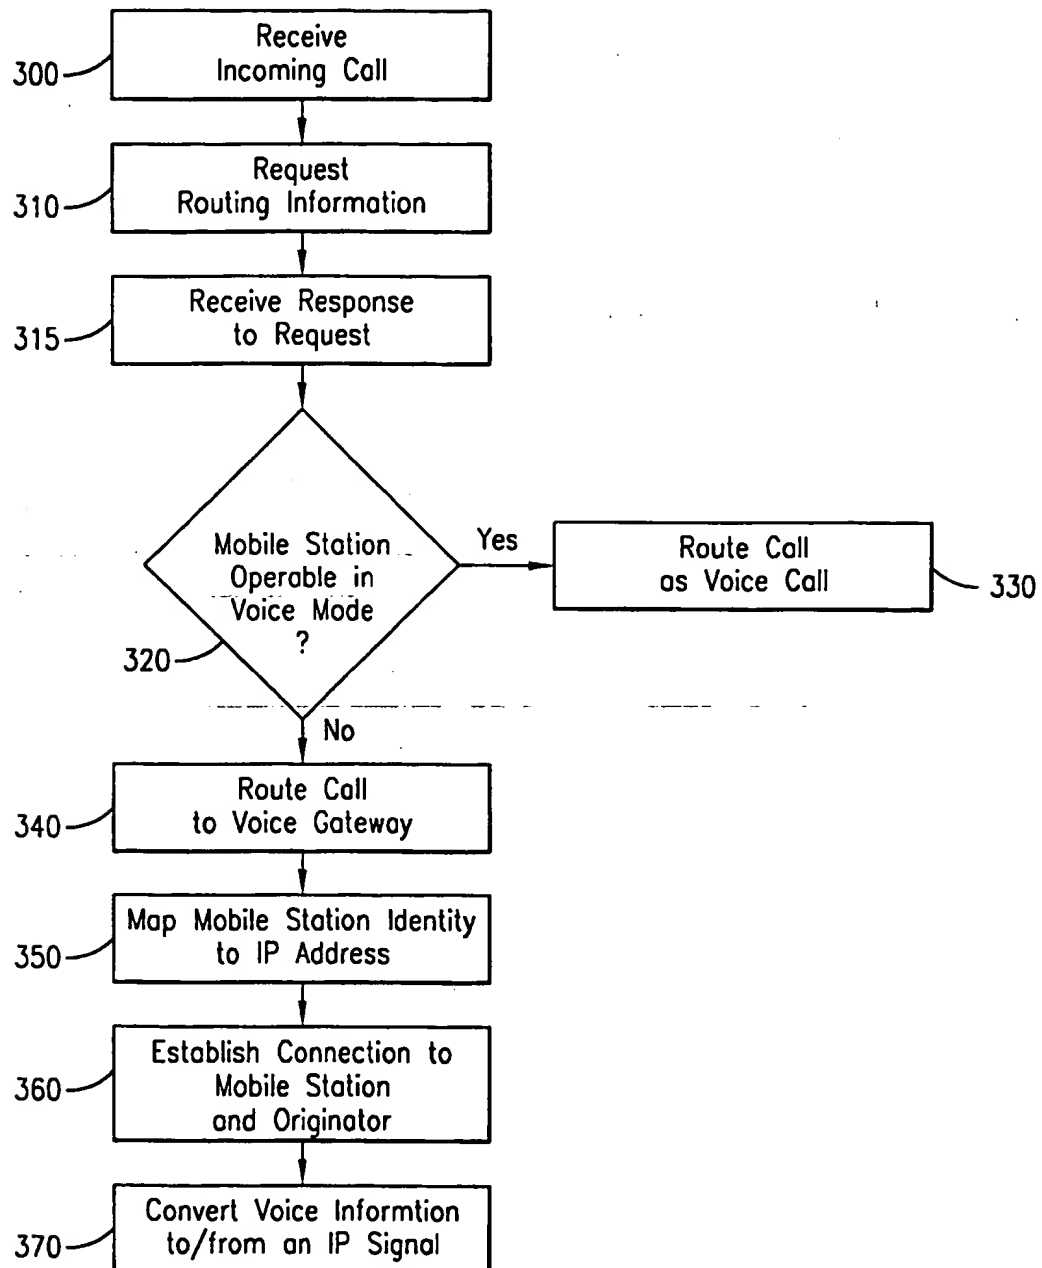 Receive
Incoming Call
300
Request
Routing Information
310
Receive Response
to Request
315
Mobile Station
Operable in
Voice Mode
?
320
Yes
Route Call
as Voice Call
330
No
Route Call
to Voice Gateway
340
Map Mobile Station Identity
to IP Address
350
Establish Connection to
Mobile Station
and Originator
360
Convert Voice Informtion
to/from an IP Signal
370